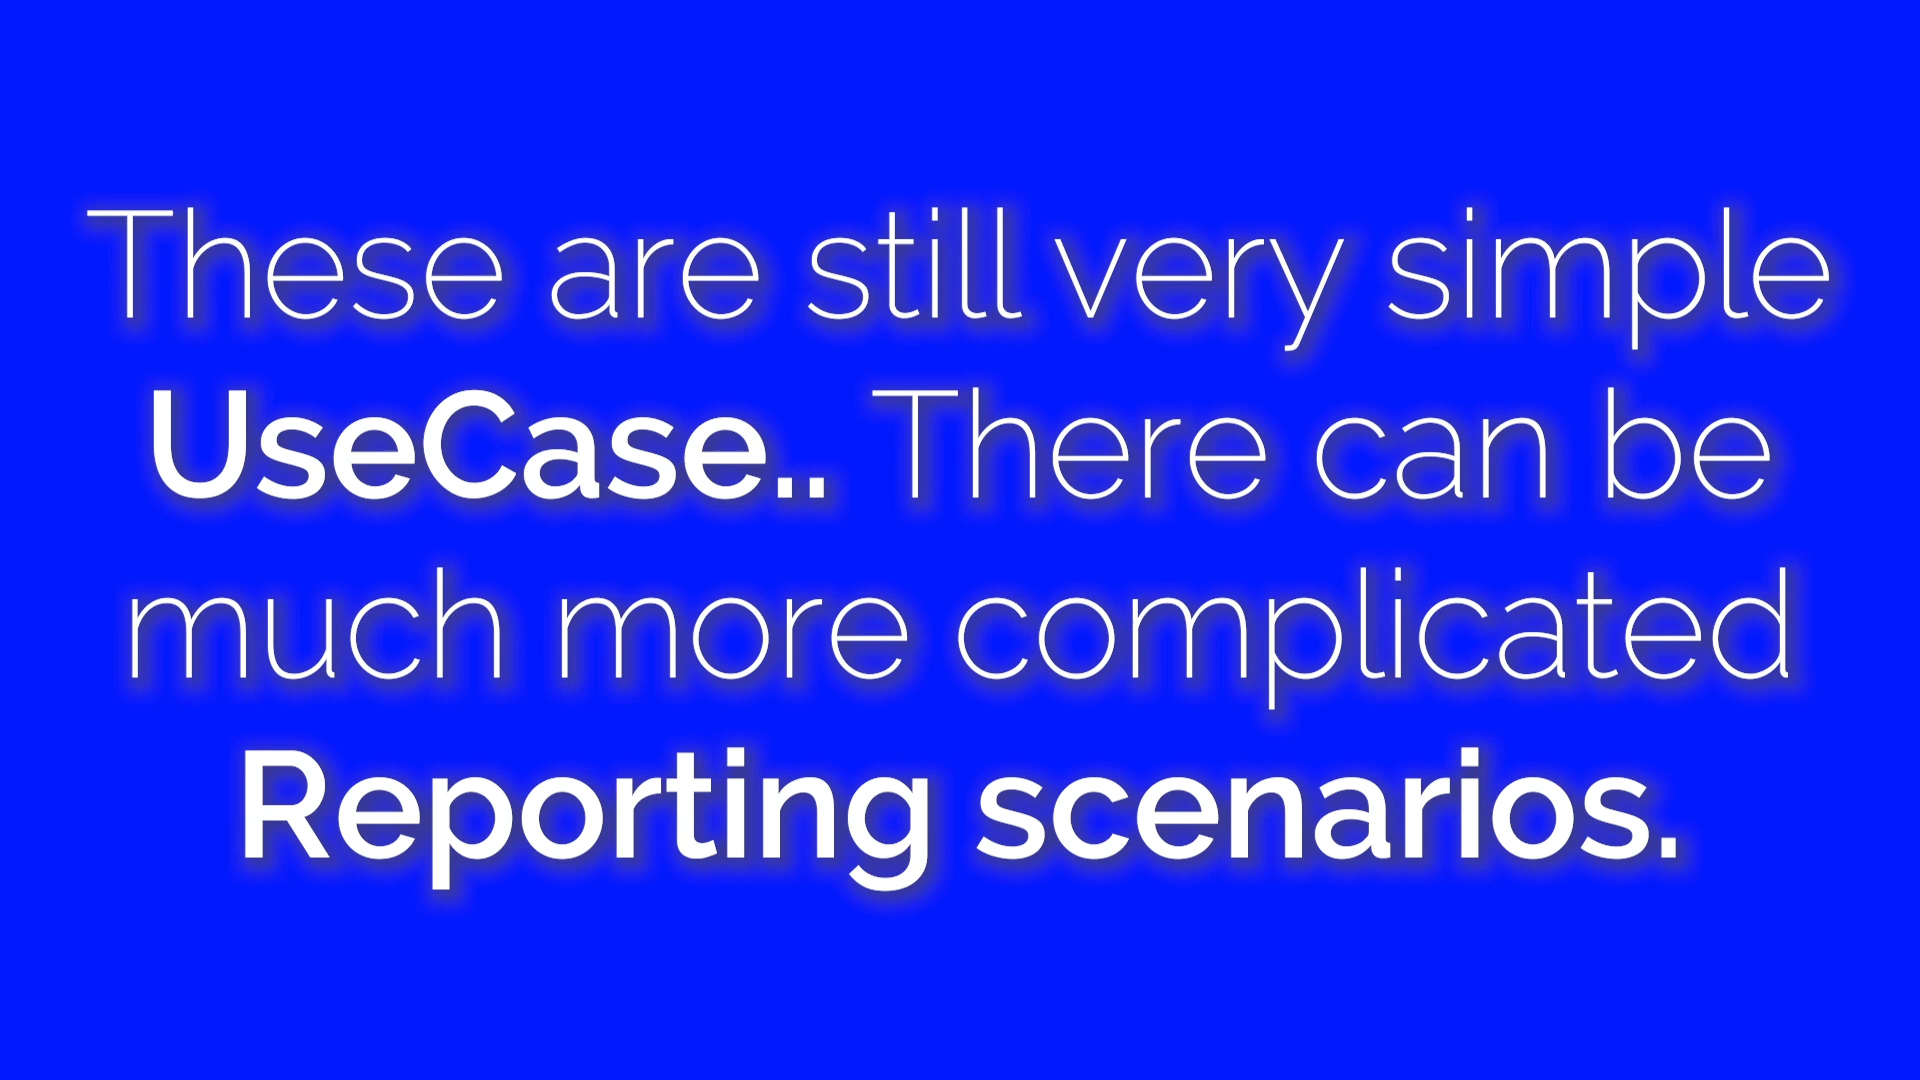 These are still very simple
UseCase.. There can be
much more complicated
Reporting scenarios.